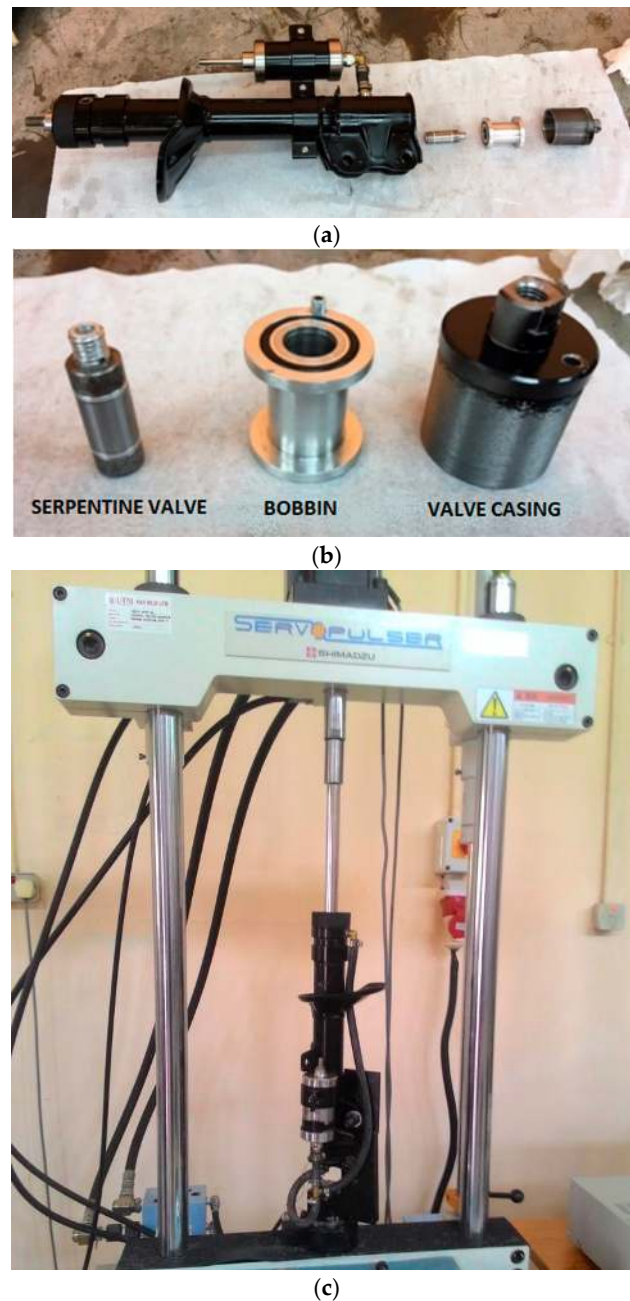 (a)
SERPENTINE VALVE BOBBIN VALVE CASING
(b)
SERVOPULSER
SHIMADZU
(c)